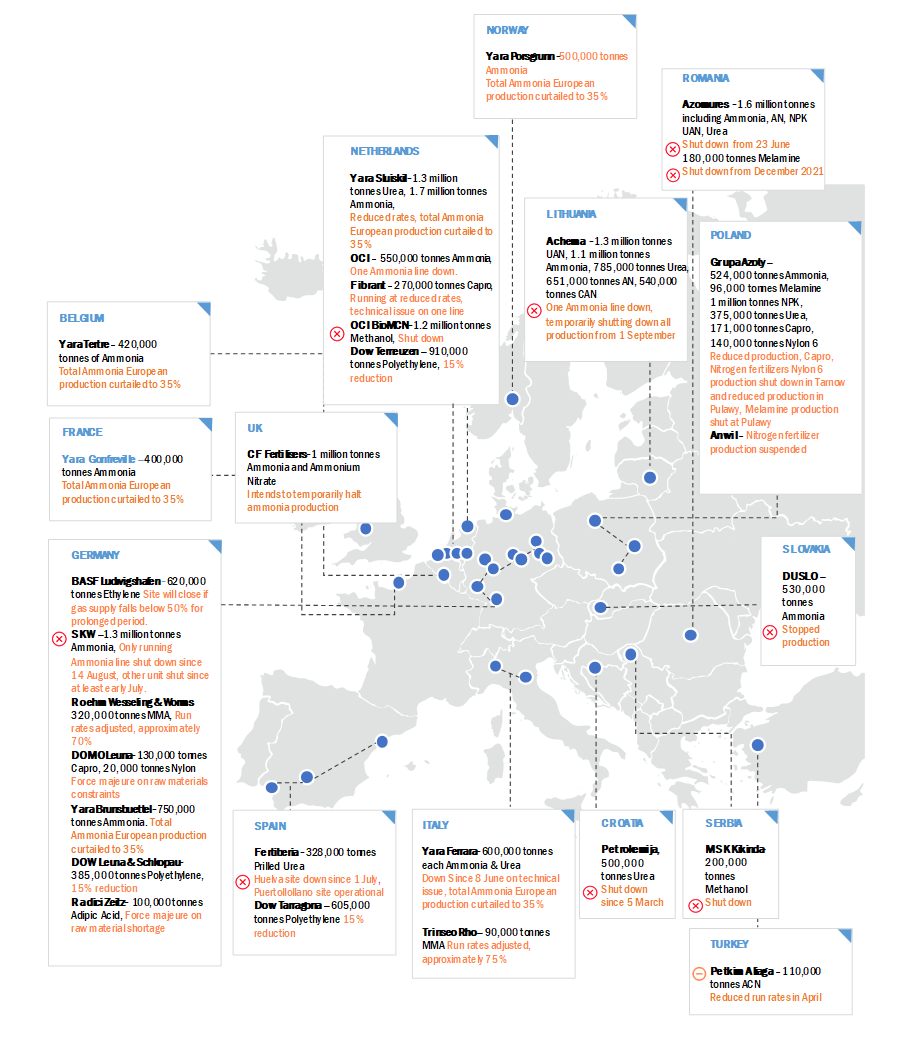 NORWAY
Yara Porsgrunn -500,000 tonnes
Ammonia
Total Ammonia European
production curtailed to 35%
ROMANIA
Azomures -1.6 million tonnes
including Ammonia, AN, NPK
UAN, Urea
Shut down from 23 June
180,000 tonnes Melamine
Shut down from December 2021
NETHERLANDS
Yara Sluiskil -1.3 million
tonnes Urea, 1.7 million tonnes
Ammonia,
Reduced rates, total Ammonia
European production curtailed to
35%
OCI - 550,000 tonnes Ammonia,
One Ammonia line down.
Fibrant - 270,000 tonnes Capro,
Running at reduced rates,
technical issue on one line
OCI BioMCN -1.2 million tonnes
Methanol, Shut down
Dow Terneuzen - 910,000
tonnes Polyethylene, 15%
reduction
LITHUANIA
Achema -1.3 million tonnes
UAN, 1.1 million tonnes
Ammonia, 785,000 tonnes Urea,
651,000 tonnes AN, 540,000
tonnes CAN
One Ammonia line down,
temporarily shutting down all
production from 1 September
POLAND
Grupa Azoty -
524,000 tonnes Ammonia,
96,000 tonnes Melamine
1 million tonnes NPK,
375,000 tonnes Urea,
171,000 tonnes Capro,
140,000 tonnes Nylon 6
Reduced production, Capro,
Nitrogen fertilizers Nylon 6
production shut down in Tarnow
and reduced production in
Pulawy, Melamine production
shut at Pulawy
Anwil - Nitrogen fertilizer
production suspended
BELGIUM
Yara Tertre - 420,000
tonnes of Ammonia
Total Ammonia European
production curtailed to 35%
FRANCE
Yara Gonfreville -400,000
tonnes Ammonia
Total Ammonia European
production curtailed to 35%
UK
CF Fertilisers -1 million tonnes
Ammonia and Ammonium
Nitrate
Intends to temporarily halt
ammonia production
GERMANY
BASF Ludwigshafen - 620,000
tonnes Ethylene Site will close if
gas supply falls below 50% for
prolonged period.
SKW -1.3 million tonnes
Ammonia, Only running
Ammonia line shut down since
14 August, other unit shut since
at least early July.
Roehm Wesseling & Worms
320,000 tonnes MMA, Run
rates adjusted, approximately
70%
DOMO Leuna - 130,000 tonnes
Capro, 20,000 tonnes Nylon
Force majeure on raw materials
constraints
Yara Brunsbuettel -750,000
tonnes Ammonia. Total
Ammonia European production
curtailed to 35%
DOW Leuna & Schkopau -
385,000 tonnes Polyethylene,
15% reduction
Radici Zeitz - 100,000 tonnes
Adipic Acid, Force majeure on
raw material shortage
SLOVAKIA
DUSLO -
530,000
tonnes
Ammonia
Stopped
production
SPAIN
Fertiberia -328,000 tonnes
Prilled Urea
Huelva site down since 1 July,
Puertollollano site operational
Dow Tarragona - 605,000
tonnes Polyethylene 15%
reduction
ITALY
Yara Ferrara -600,000 tonnes
each Ammonia & Urea
Down Since 8 June on technical
issue, total Ammonia European
production curtailed to 35%
Trinseo Rho - 90,000 tonnes
MMA Run rates adjusted,
approximately 75%
CROATIA
Petrokemija,
500,000
tonnes Urea
Shut down
since 5 March
SERBIA
MSK Kikinda -
200,000
tonnes
Methanol
Shut down
TURKEY
Petkim Aliaga - 110,000
tonnes ACN
Reduced run rates in April